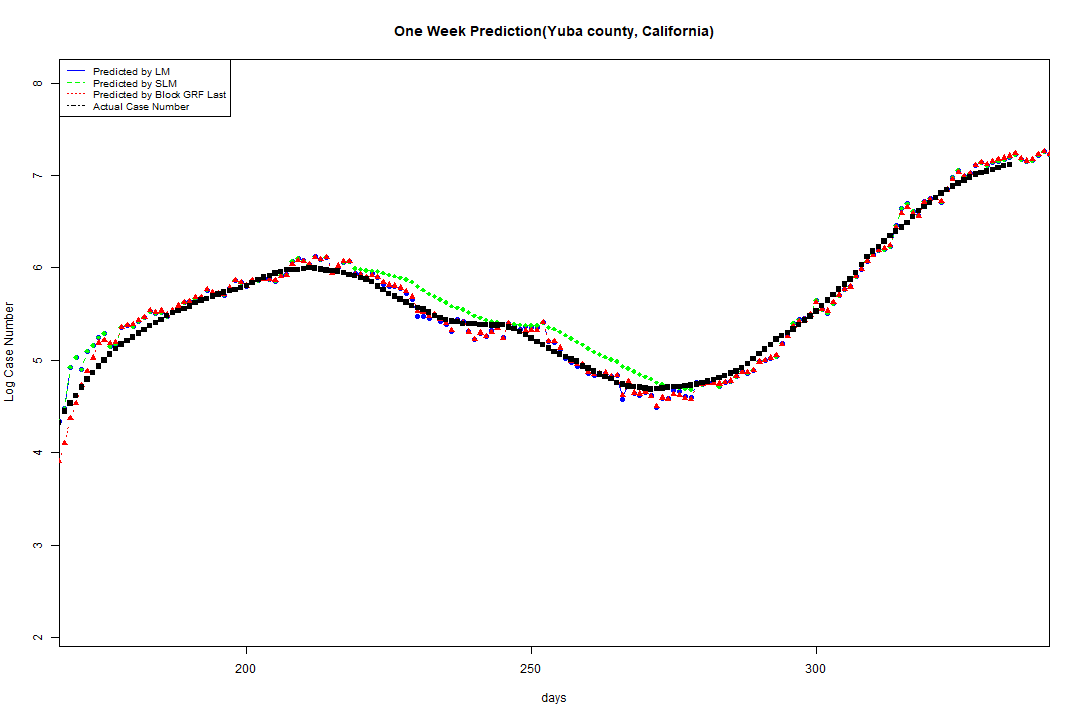 One Week Prediction(Yuba county, California)
Predicted by LM
Predicted by SLM
Predicted by Block GRF Last
Actual Case Number
8
7
6
5
4
3
2
Log Case Number
200
250
300
days